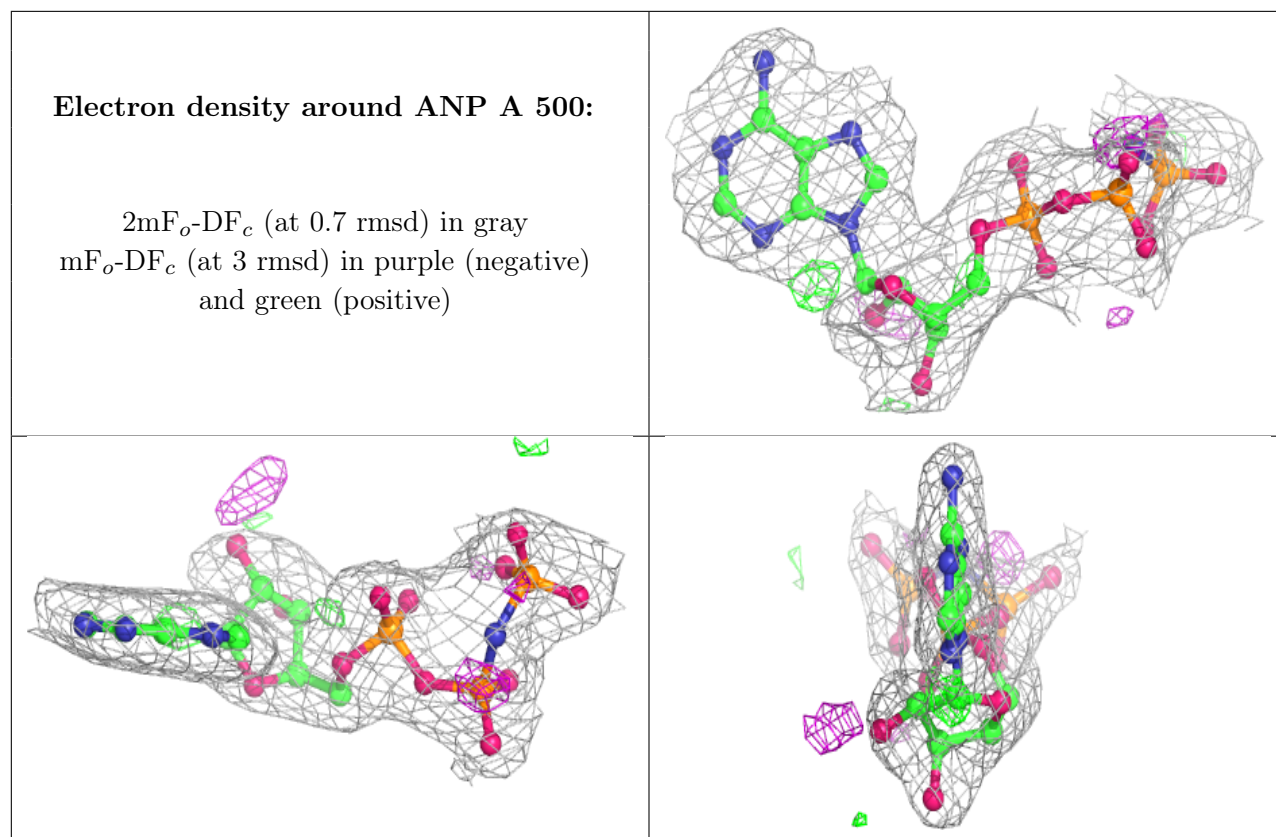 Electron density around ANP A 500:
2mFₒ-DF𝒸 (at 0.7 rmsd) in gray
mFₒ-DF𝒸 (at 3 rmsd) in purple (negative)
and green (positive)